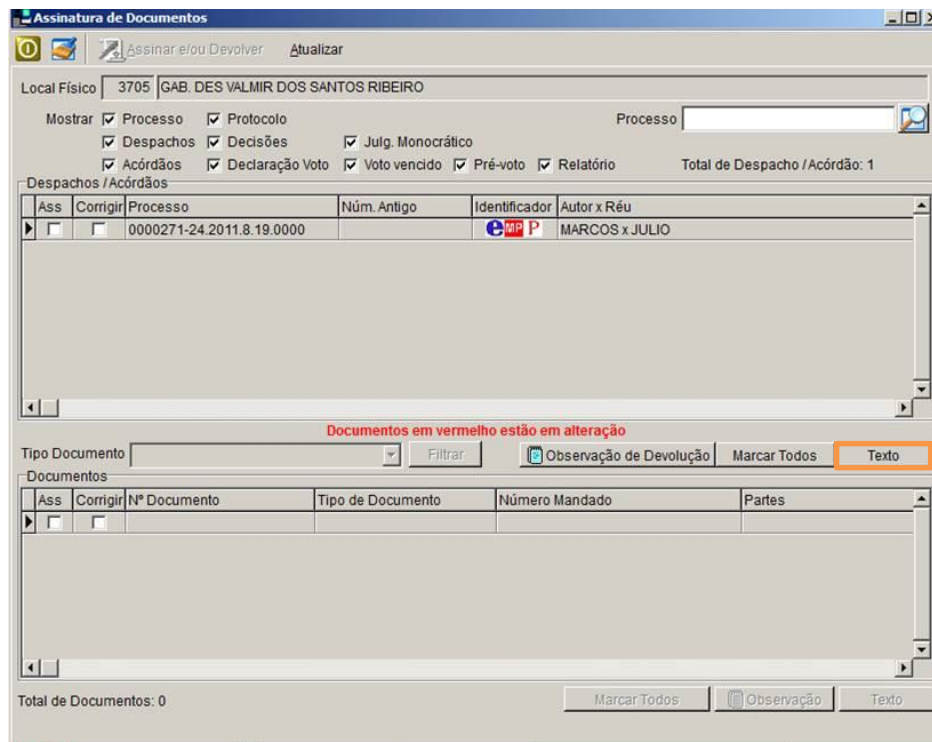 Assinatura de Documentos
Assinar e/ou Devolver Atualizar
Local Físico 3705 GAB. DES VALMIR DOS SANTOS RIBEIRO
Mostrar Processo Protocolo Processo
Despachos Decisões Julg. Monocrático
Acórdãos Declaração Voto Voto vencido Pré-voto Relatório Total de Despacho / Acórdão: 1
Despachos / Acórdãos
Ass Corrigir Processo Núm. Antigo Identificador Autor x Réu
0000271-24.2011.8.19.0000 e MP P MARCOS x JULIO
Documentos em vermelho estão em alteração
Tipo Documento Filtrar Observação de Devolução Marcar Todos Texto
Documentos
Ass Corrigir Nº Documento Tipo de Documento Número Mandado Partes
Total de Documentos: 0 Marcar Todos Observação Texto